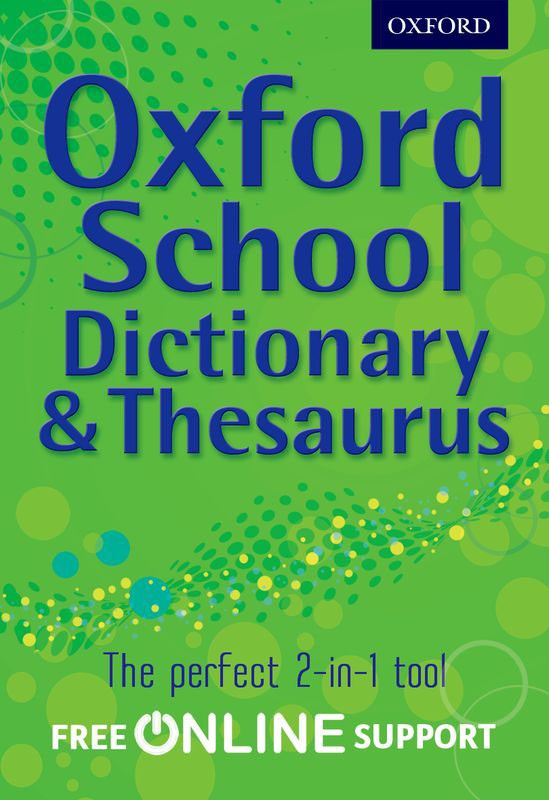 OXFORD
Oxford
School
Dictionary
& Thesaurus
The perfect 2-in-1 tool
FREE ONLINE SUPPORT